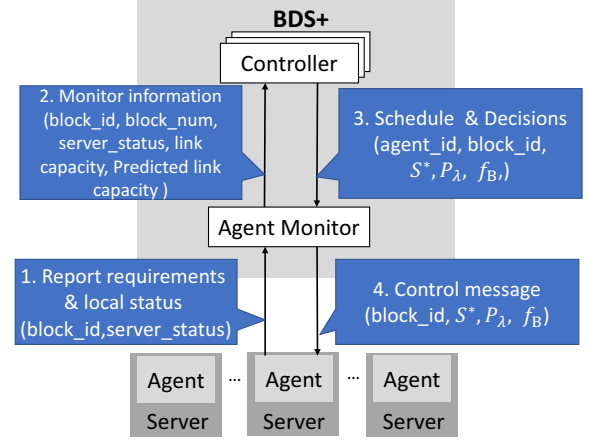 BDS+
Controller
2. Monitor information
(block_id, block_num,
server_status, link
capacity, Predicted link
capacity )
3. Schedule & Decisions
(agent_id, block_id,
S*, Pλ, fB,)
Agent Monitor
1. Report requirements
& local status
(block_id,server_status)
4. Control message
(block_id, S*, Pλ, fB)
Agent ... Agent ... Agent
Server Server Server